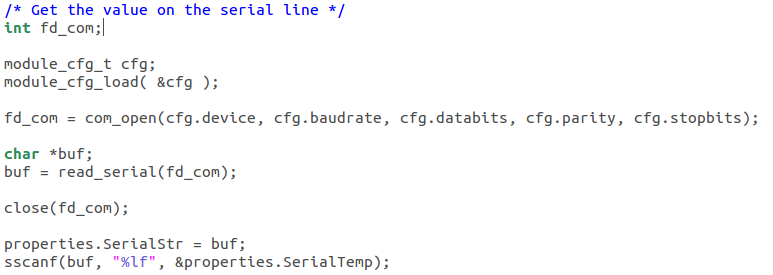 /* Get the value on the serial line */
int fd_com;
module_cfg_t cfg;
module_cfg_load( &cfg );
fd_com = com_open(cfg.device, cfg.baudrate, cfg.databits, cfg.parity, cfg.stopbits);
char *buf;
buf = read_serial(fd_com);
close(fd_com);
properties.SerialStr = buf;
sscanf(buf, "%lf", &properties.SerialTemp);